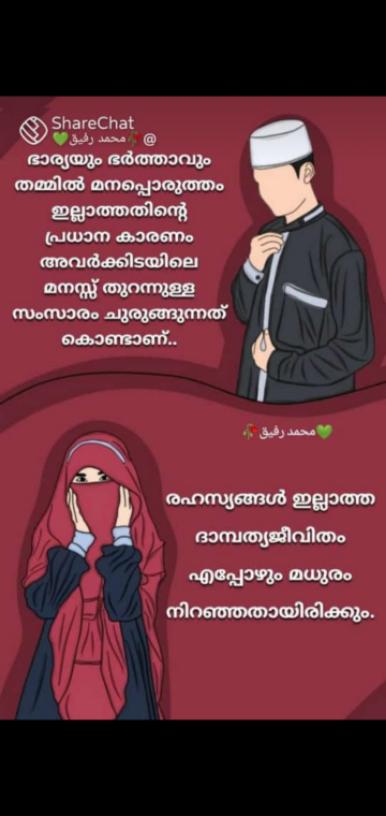 ShareChat
@ 🥀محمد رفيق💚
ഭാര്യയും ഭർത്താവും
തമ്മിൽ മനപ്പൊരുത്തം
ഇല്ലാത്തതിന്റെ
പ്രധാന കാരണം
അവർക്കിടയിലെ
മനസ്സ് തുറന്നുള്ള
സംസാരം ചുരുങ്ങുന്നത്
കൊണ്ടാണ്..
💚محمد رفيق🥀
രഹസ്യങ്ങൾ ഇല്ലാത്ത
ദാമ്പത്യജീവിതം
എപ്പോഴും മധുരം
നിറഞ്ഞതായിരിക്കും.